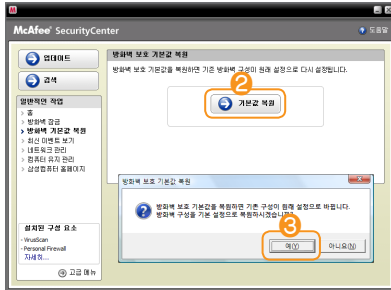 McAfee® SecurityCenter
도움말
업데이트
검색
일반적인 작업
홈
방화벽 잠금
방화벽 기본값 복원
최신 이벤트 보기
네트워크 관리
컴퓨터 유지 관리
삼성컴퓨터 홈페이지
설치된 구성 요소
-VirusScan
-Personal Firewall
자세히...
고급 메뉴
방화벽 보호 기본값 복원
방화벽 보호 기본값을 복원하면 기존 방화벽 구성이 원래 설정으로 다시 설정됩니다.
2
기본값 복원
방화벽 보호 기본값 복원
방화벽 보호 기본값을 복원하면 기존 구성이 원래 설정으로 바뀝니다.
방화벽 구성을 기본 설정으로 복원하시겠습니까?
3
예(Y)
아니요(N)